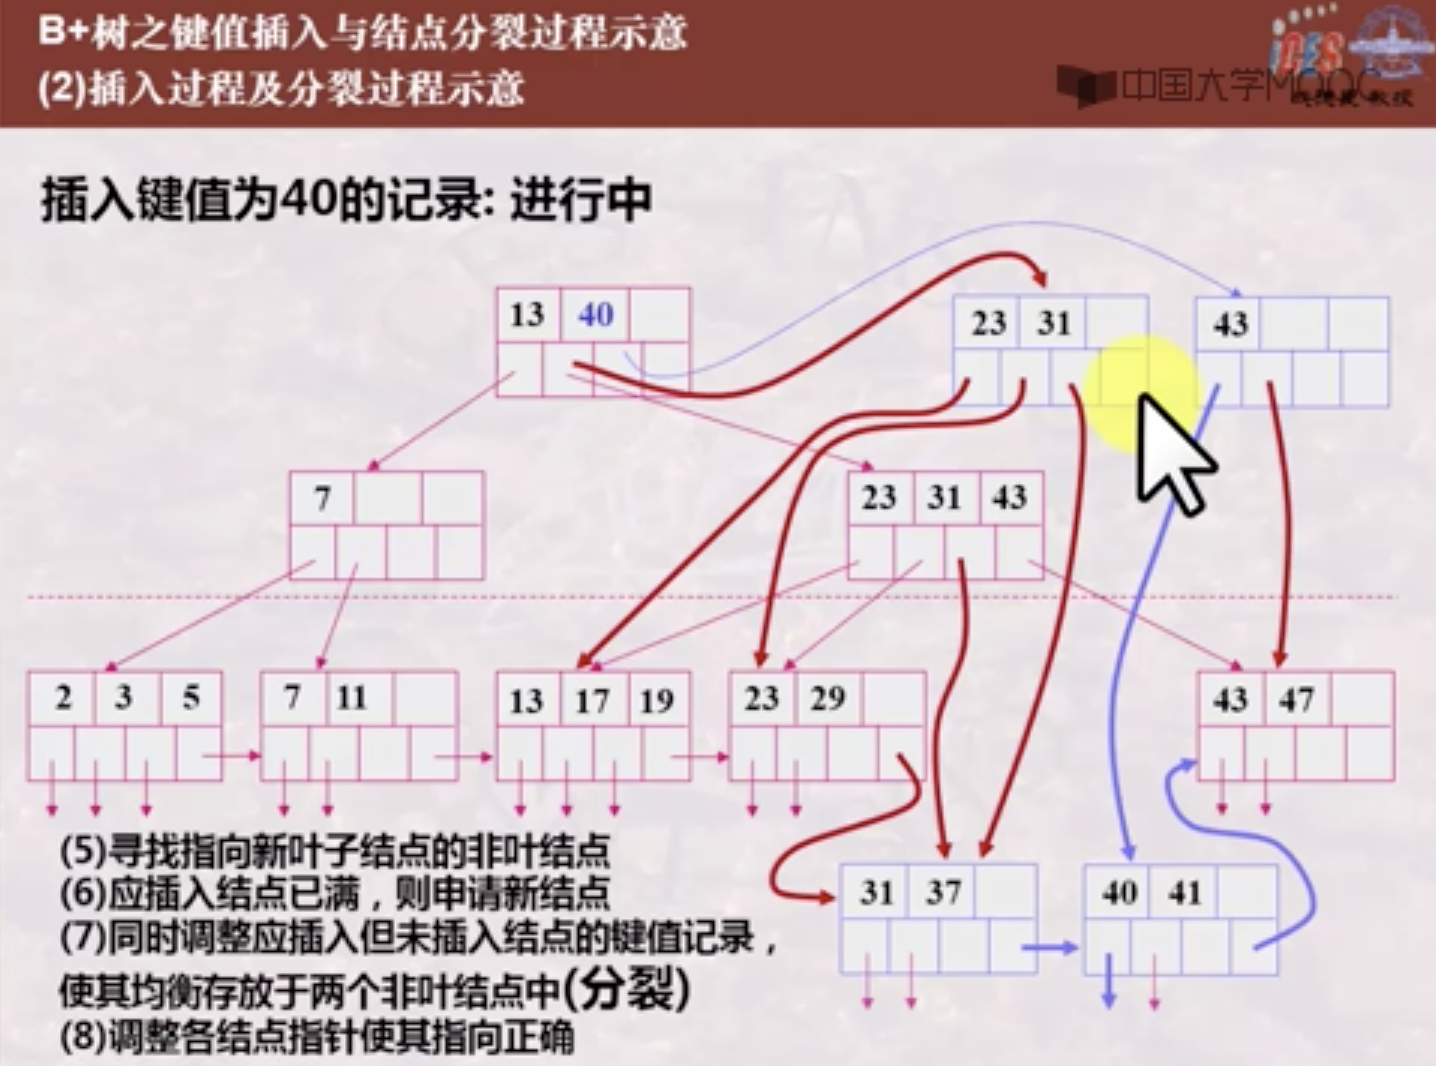 B+树之键值插入与结点分裂过程示意
(2)插入过程及分裂过程示意
中国大学MOOC
教授
插入键值为40的记录: 进行中
13 40
23 31
43
7
23 31 43
2 3 5
7 11
13 17 19
23 29
43 47
31 37
40 41
(5)寻找指向新叶子结点的非叶结点
(6)应插入结点已满，则申请新结点
(7)同时调整应插入但未插入结点的键值记录，
使其均衡存放于两个非叶结点中(分裂)
(8)调整各结点指针使其指向正确